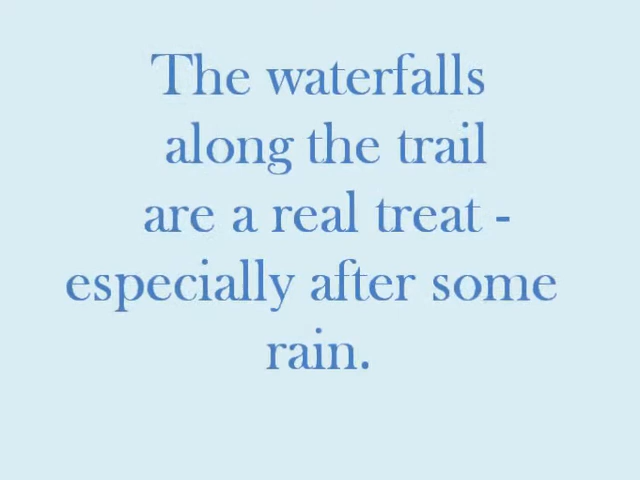 The waterfalls
along the trail
are a real treat -
especially after some
rain.